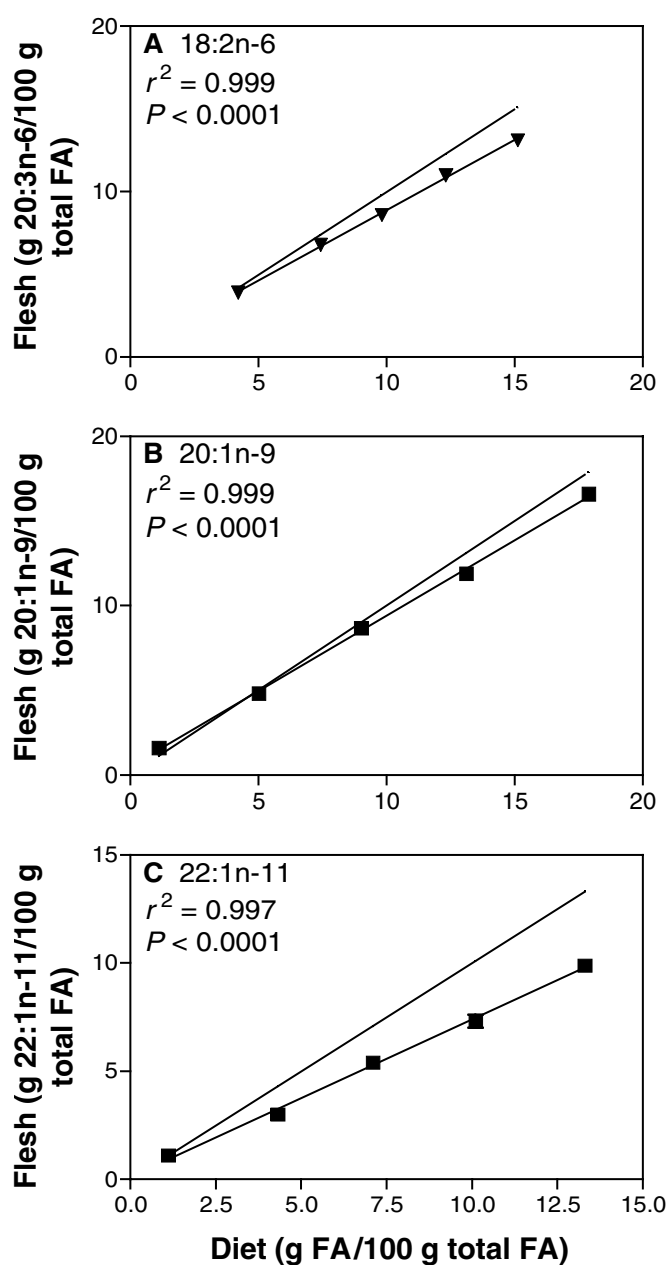 20
A 18:2n-6
r² = 0.999
P < 0.0001
10
0
0 5 10 15 20
Flesh (g 20:3n-6/100 g
total FA)
20
B 20:1n-9
r² = 0.999
P < 0.0001
10
0
0 5 10 15 20
Flesh (g 20:1n-9/100 g
total FA)
15
C 22:1n-11
r² = 0.997
P < 0.0001
10
5
0
0.0 2.5 5.0 7.5 10.0 12.5 15.0
Flesh (g 22:1n-11/100 g
total FA)
Diet (g FA/100 g total FA)